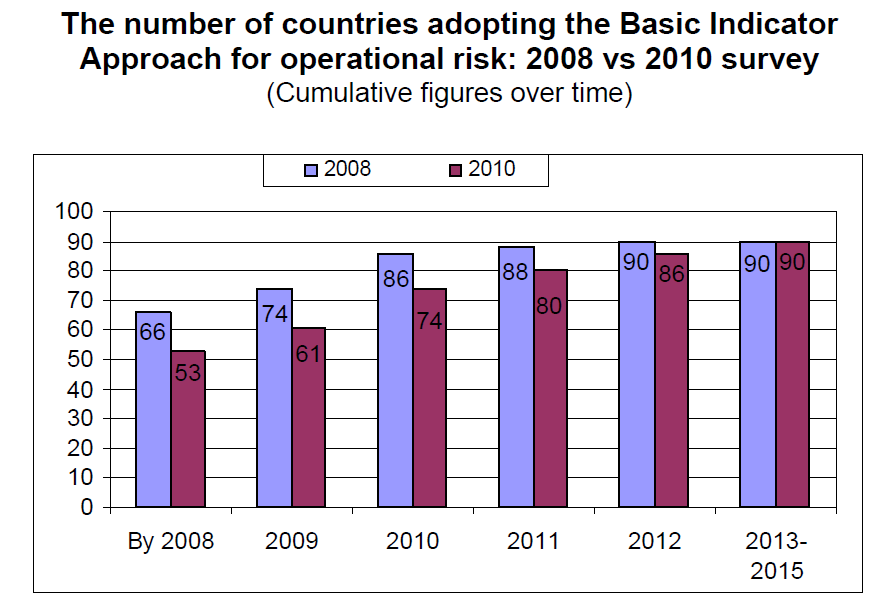 The number of countries adopting the Basic Indicator
Approach for operational risk: 2008 vs 2010 survey
(Cumulative figures over time)
2008 2010
100
90
80
70
60
50
40
30
20
10
0
66 53 74 61 86 74 88 80 90 86 90 90
By 2008 2009 2010 2011 2012 2013-
2015